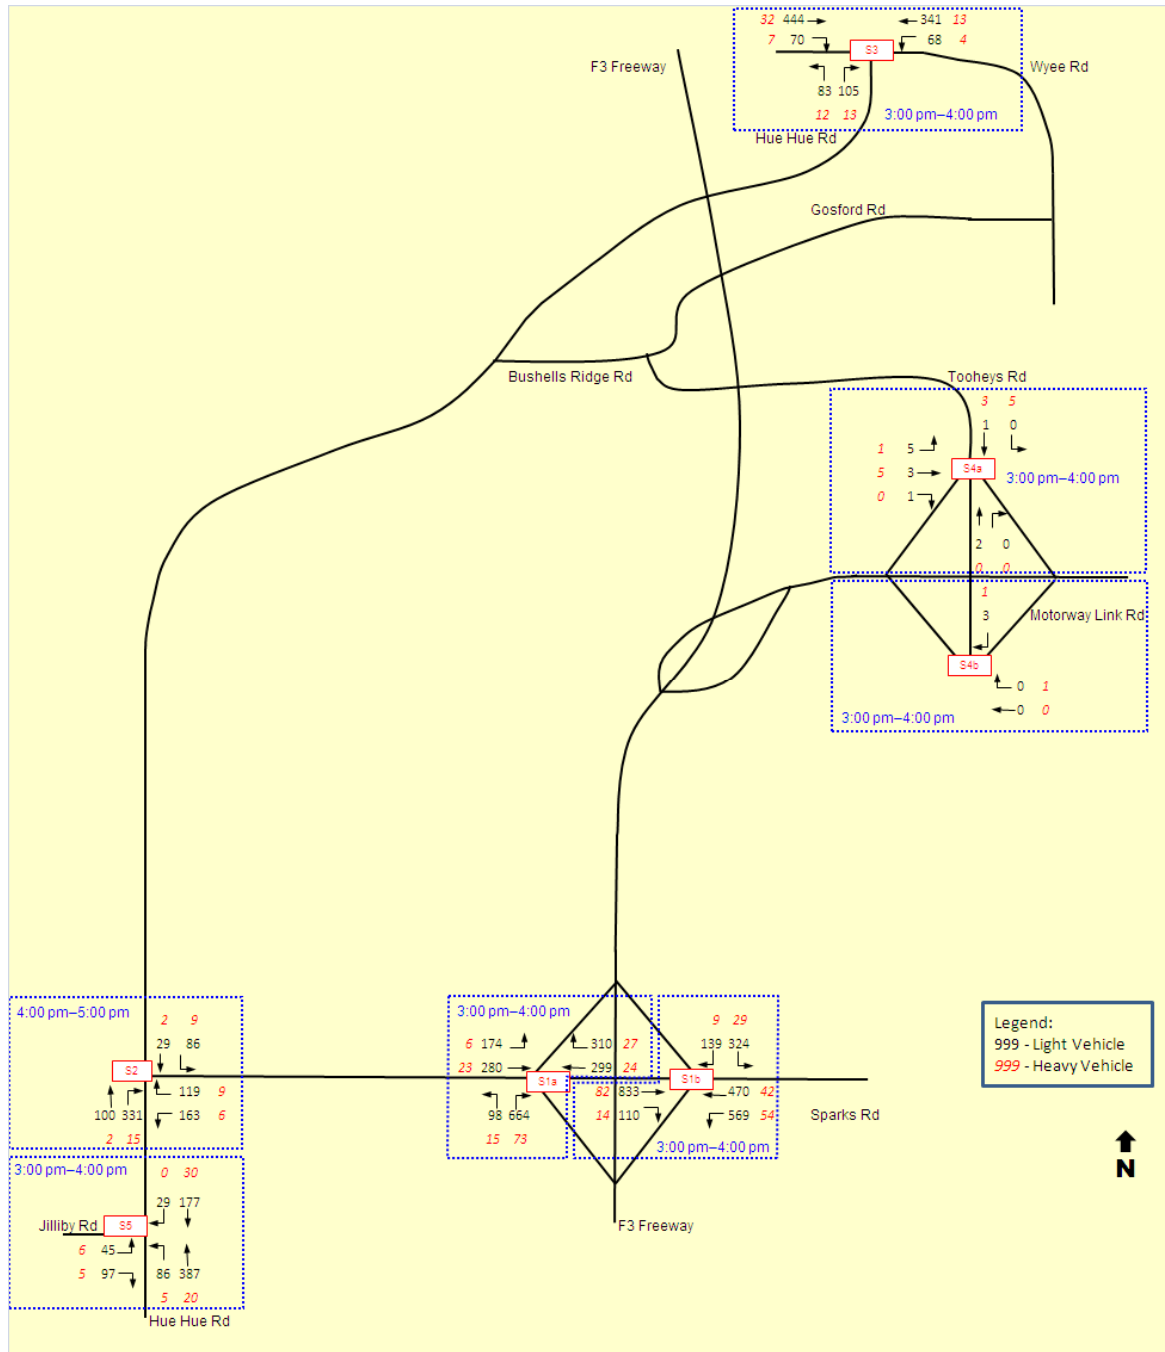 32 444 341 13
7 70 S3 68 4
F3 Freeway
Wyee Rd
83 105
12 13 3:00 pm–4:00 pm
Hue Hue Rd
Gosford Rd
Bushells Ridge Rd
Tooheys Rd
3 5
1 0
1 5
5 3 S4a
3:00 pm–4:00 pm
0 1
2 0
0 0
1
3
Motorway Link Rd
S4b
0 1
0 0
3:00 pm–4:00 pm
4:00 pm–5:00 pm
2 9
29 86
S2
119 9
100 331 163 6
2 15
3:00 pm–4:00 pm
6 174 310 27
23 280 299 24
S1a
98 664
15 73
9 29
139 324
S1b
82 833 470 42
14 110 569 54
3:00 pm–4:00 pm
Sparks Rd
Legend:
999 - Light Vehicle
999 - Heavy Vehicle
N
3:00 pm–4:00 pm
0 30
29 177
Jilliby Rd S5
6 45
5 97 86 387
5 20
F3 Freeway
Hue Hue Rd